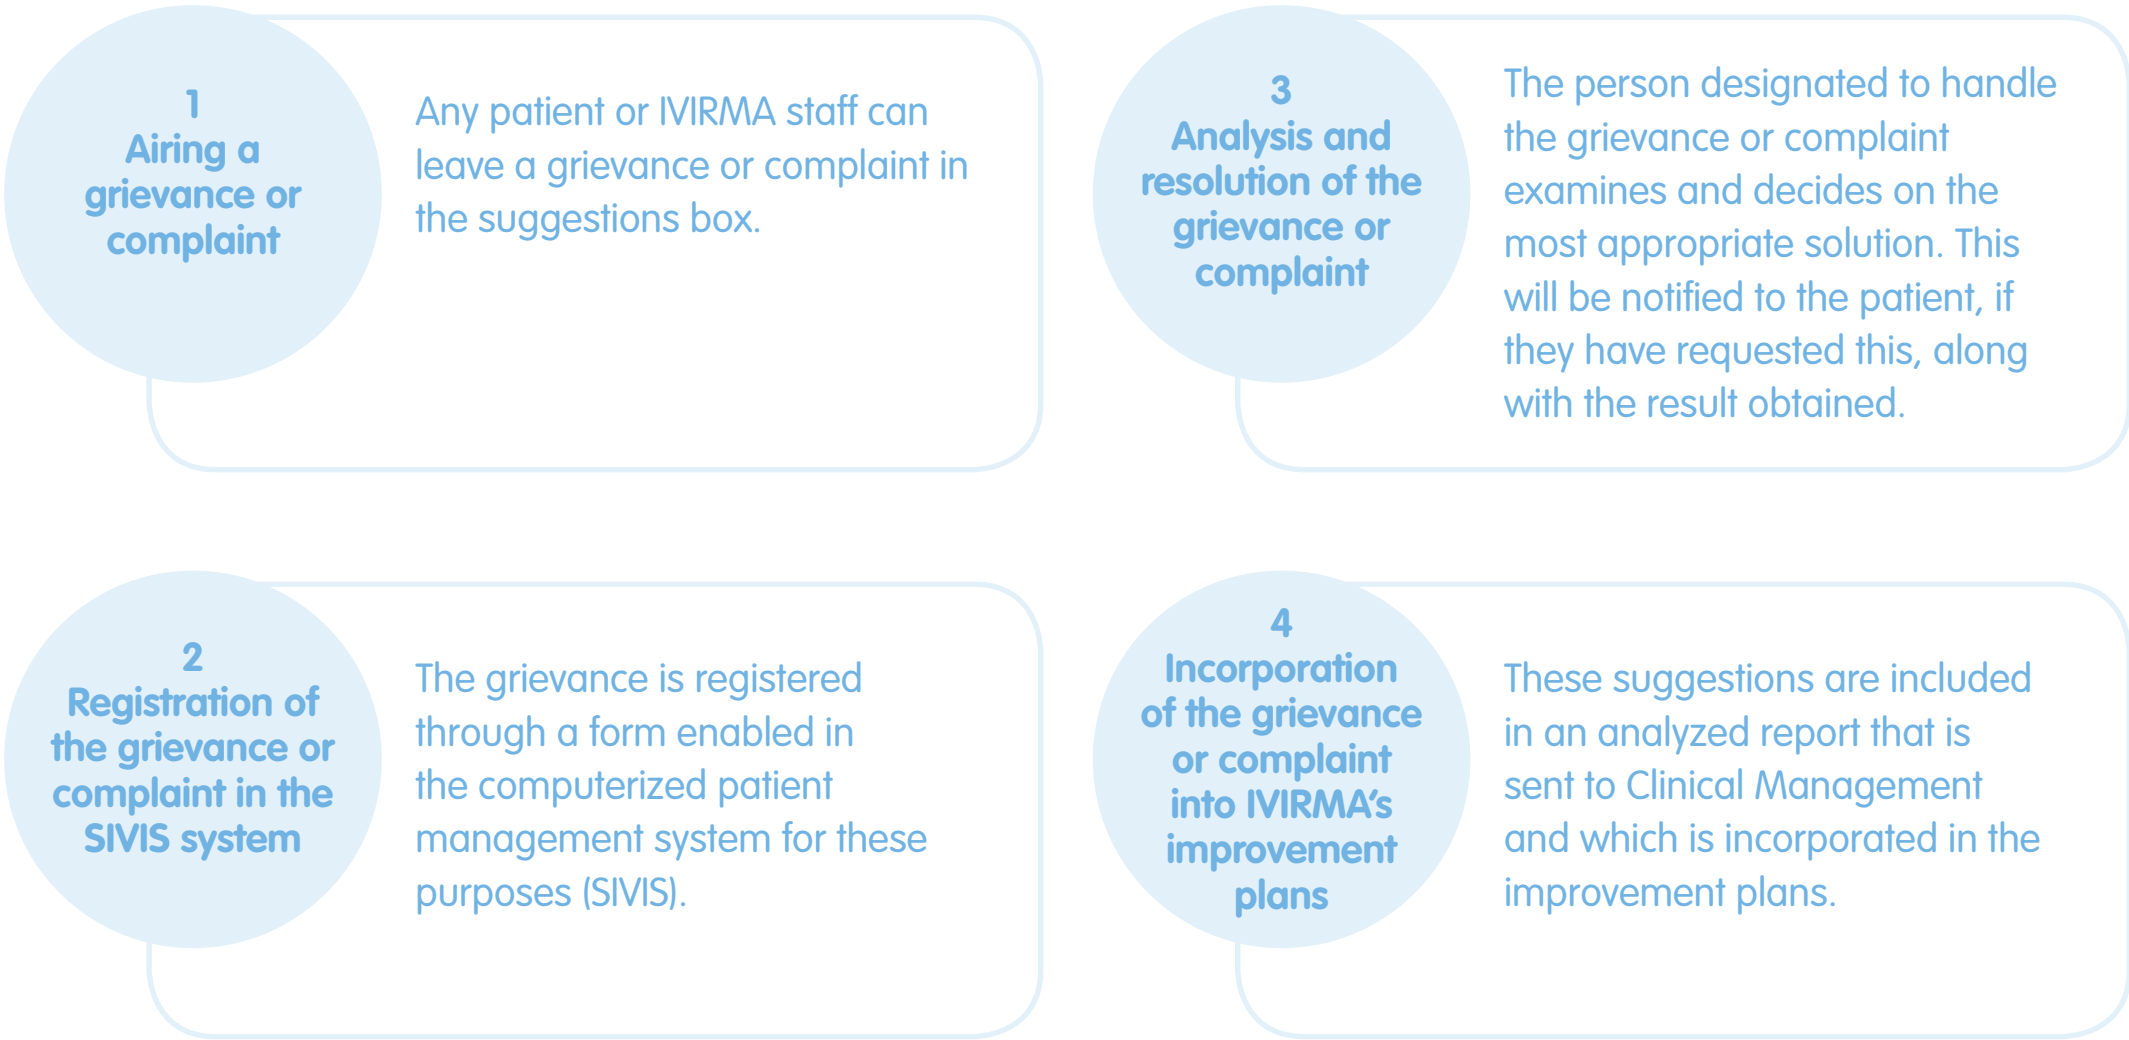 1
Airing a
grievance or
complaint
Any patient or IVIRMA staff can
leave a grievance or complaint in
the suggestions box.
2
Registration of
the grievance or
complaint in the
SIVIS system
The grievance is registered
through a form enabled in
the computerized patient
management system for these
purposes (SIVIS).
3
Analysis and
resolution of the
grievance or
complaint
The person designated to handle
the grievance or complaint
examines and decides on the
most appropriate solution. This
will be notified to the patient, if
they have requested this, along
with the result obtained.
4
Incorporation
of the grievance
or complaint
into IVIRMA’s
improvement
plans
These suggestions are included
in an analyzed report that is
sent to Clinical Management
and which is incorporated in the
improvement plans.